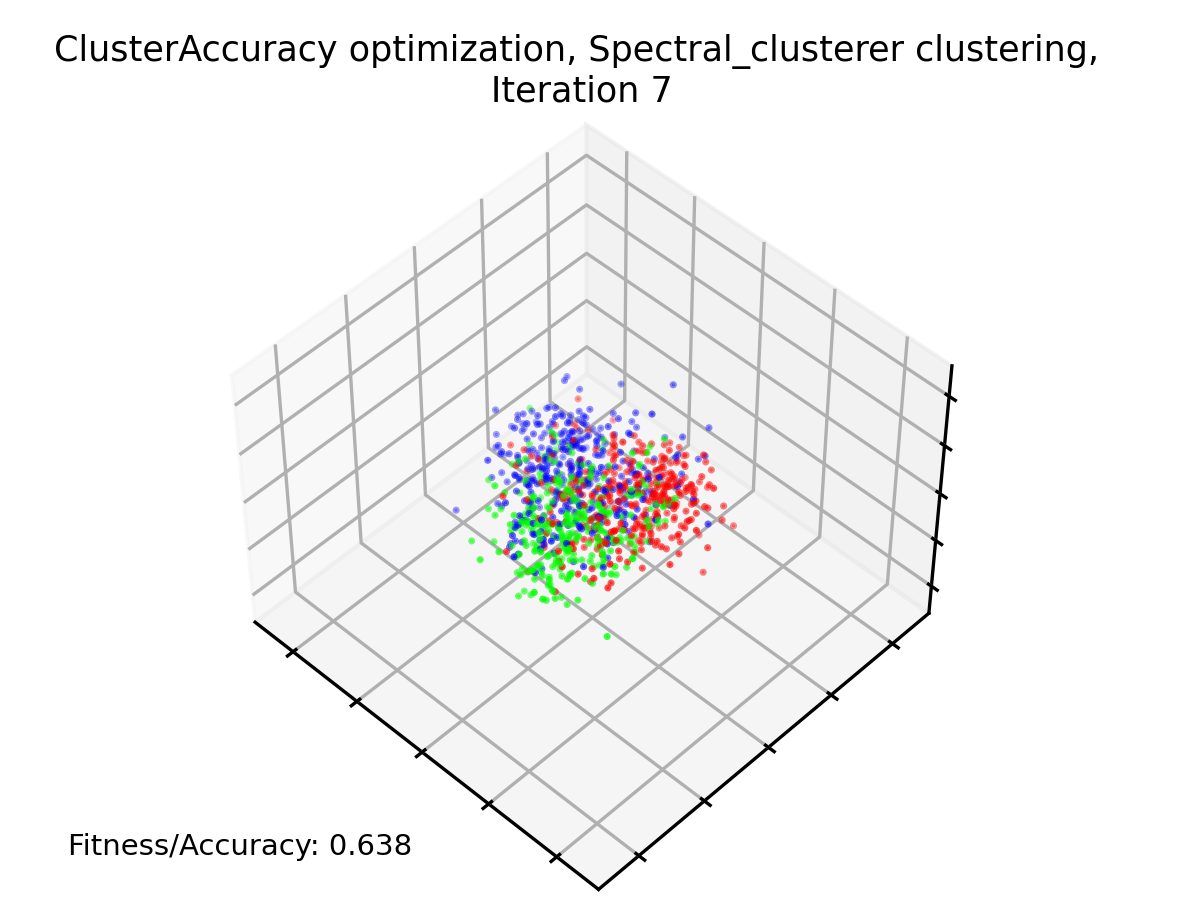 ClusterAccuracy optimization, Spectral_clusterer clustering,
Iteration 7
Fitness/Accuracy: 0.638